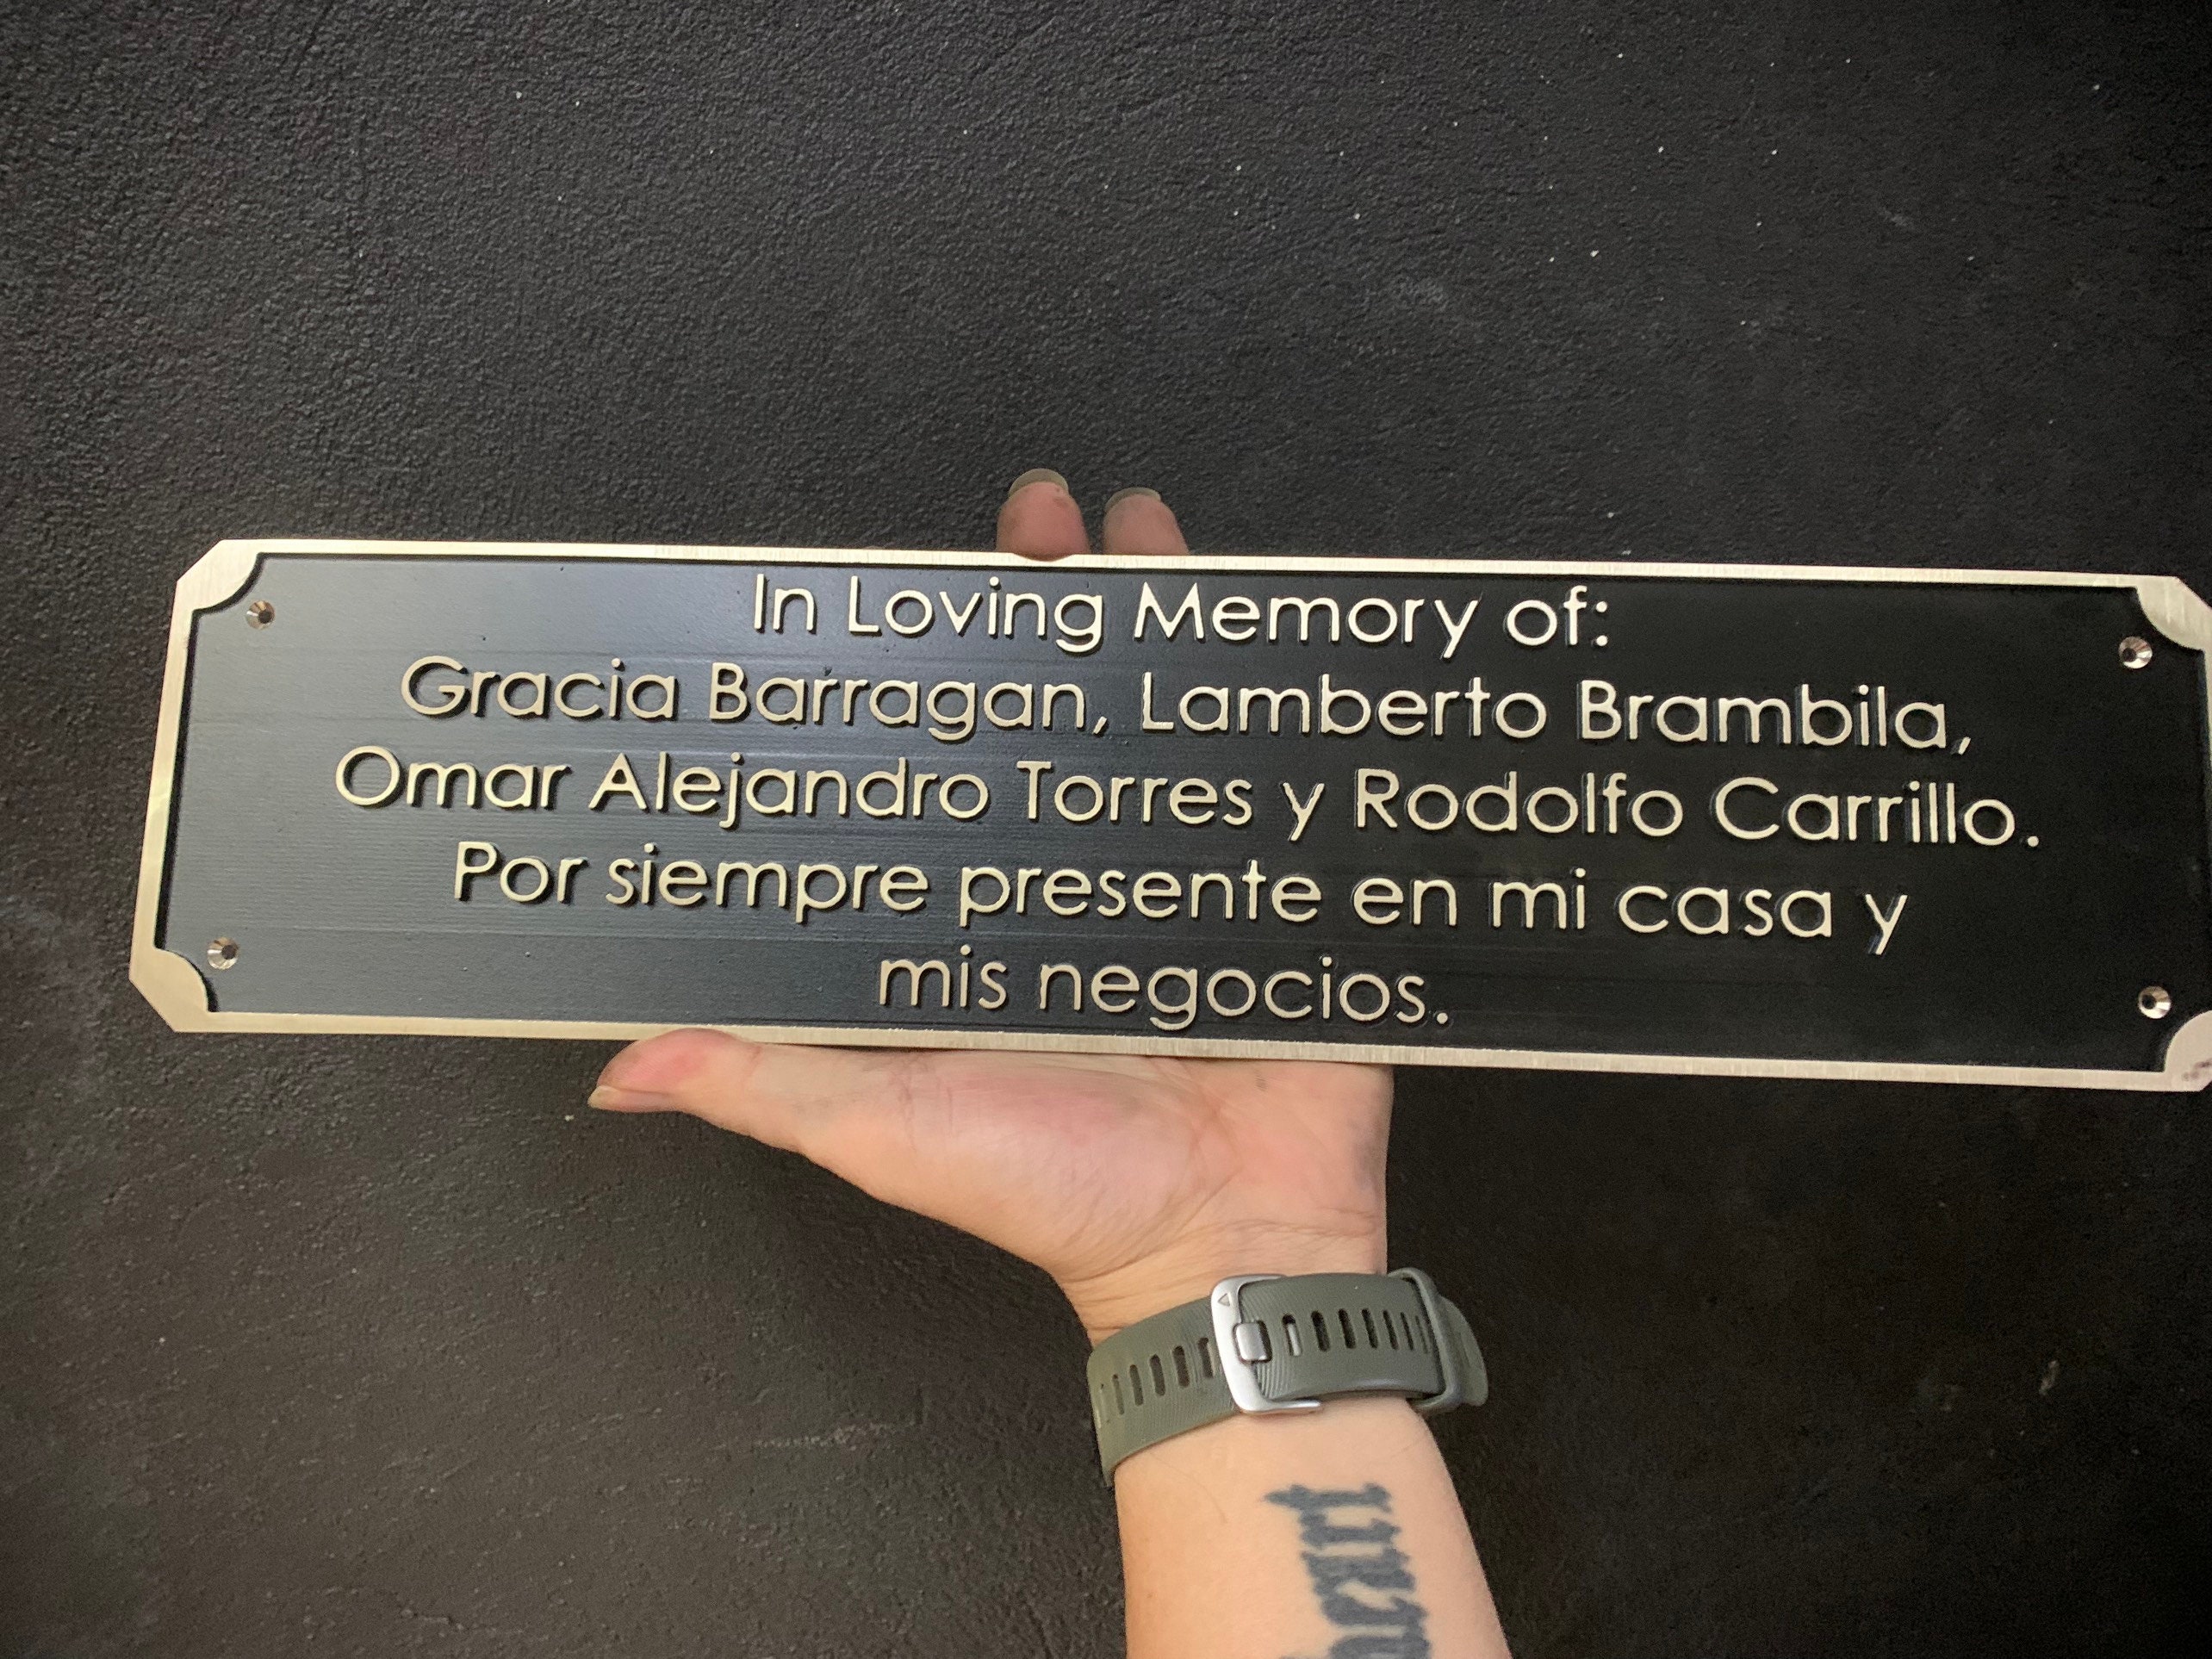 In Loving Memory of:
Gracia Barragan, Lamberto Brambila,
Omar Alejandro Torres y Rodolfo Carrillo.
Por siempre presente en mi casa y
mis negocios.